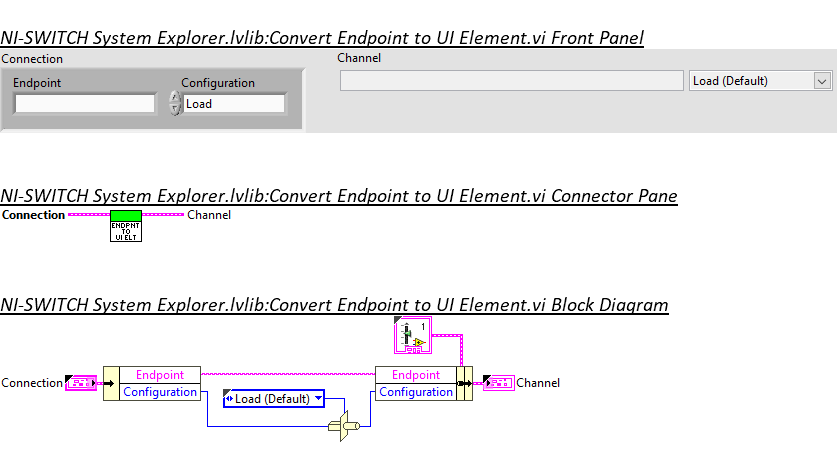 NI-SWITCH System Explorer.lvlib:Convert Endpoint to UI Element.vi Front Panel
Connection
Channel
Endpoint
Configuration
Load
Load (Default)
NI-SWITCH System Explorer.lvlib:Convert Endpoint to UI Element.vi Connector Pane
Connection
Channel
ENDPNT
TO
UI ELT
NI-SWITCH System Explorer.lvlib:Convert Endpoint to UI Element.vi Block Diagram
1
Endpoint
Endpoint
Connection
Channel
Configuration
Load (Default)
Configuration